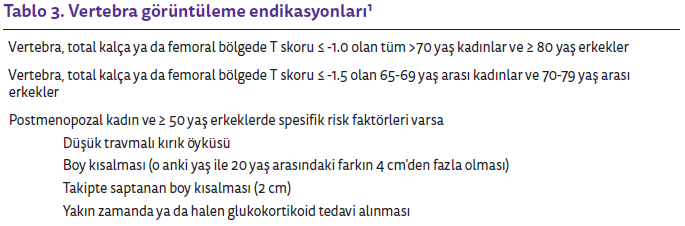 Tablo 3. Vertebra görüntüleme endikasyonları¹
Vertebra, total kalça ya da femoral bölgede T skoru ≤ -1.0 olan tüm >70 yaş kadınlar ve ≥ 80 yaş erkekler
Vertebra, total kalça ya da femoral bölgede T skoru ≤ -1.5 olan 65-69 yaş arası kadınlar ve 70-79 yaş arası
erkekler
Postmenopozal kadın ve ≥ 50 yaş erkeklerde spesifik risk faktörleri varsa
Düşük travmalı kırık öyküsü
Boy kısalması (o anki yaş ile 20 yaş arasındaki farkın 4 cm'den fazla olması)
Takipte saptanan boy kısalması (2 cm)
Yakın zamanda ya da halen glukokortikoid tedavi alınması